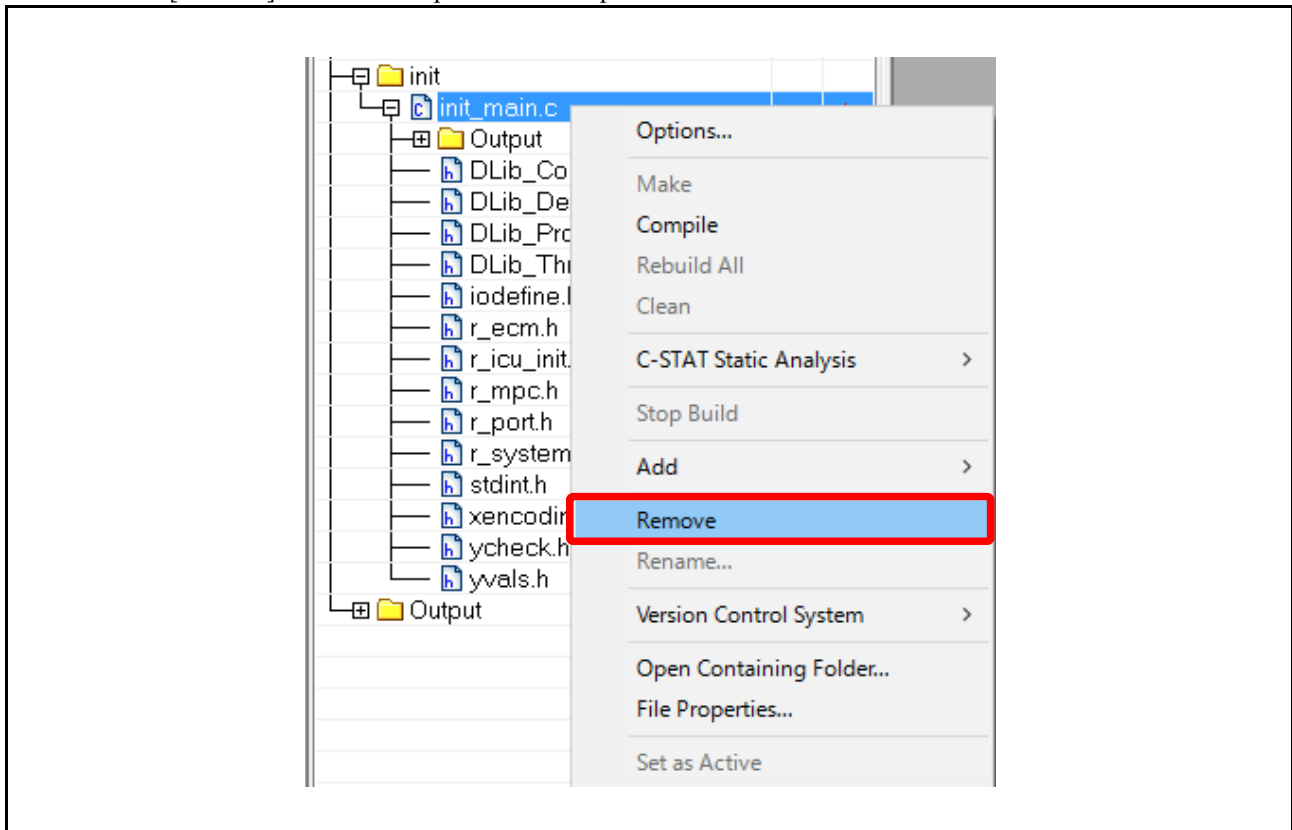 init
init_main.c
Output
DLib_Co
DLib_De
DLib_Pro
DLib_Thr
iodefine.
r_ecm.h
r_icu_init.
r_mpc.h
r_port.h
r_system
stdint.h
xencodin
ycheck.h
yvals.h
Output
Options...
Make
Compile
Rebuild All
Clean
C-STAT Static Analysis >
Stop Build
Add >
Remove
Rename...
Version Control System >
Open Containing Folder...
File Properties...
Set as Active